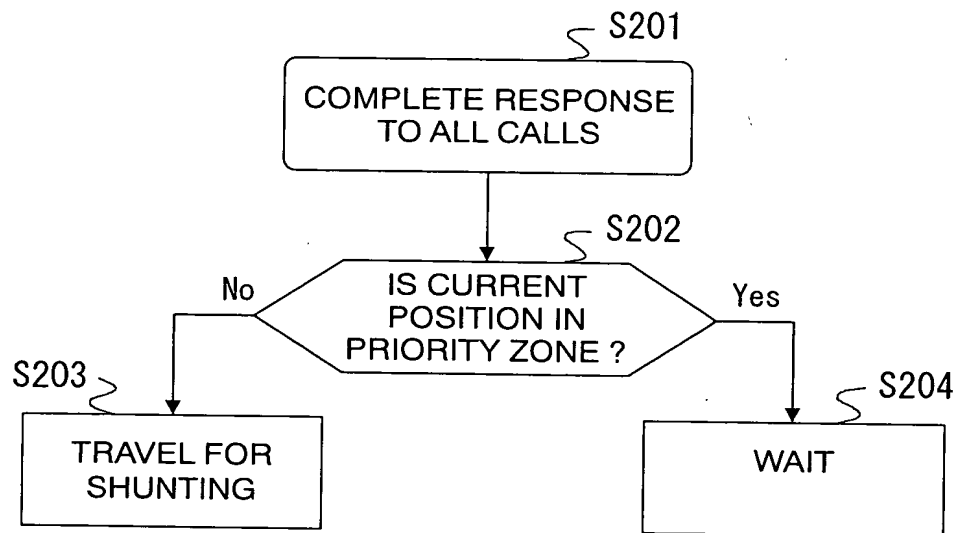 S201
COMPLETE RESPONSE
TO ALL CALLS
S202
No
IS CURRENT
POSITION IN
PRIORITY ZONE ?
Yes
S203
TRAVEL FOR
SHUNTING
S204
WAIT